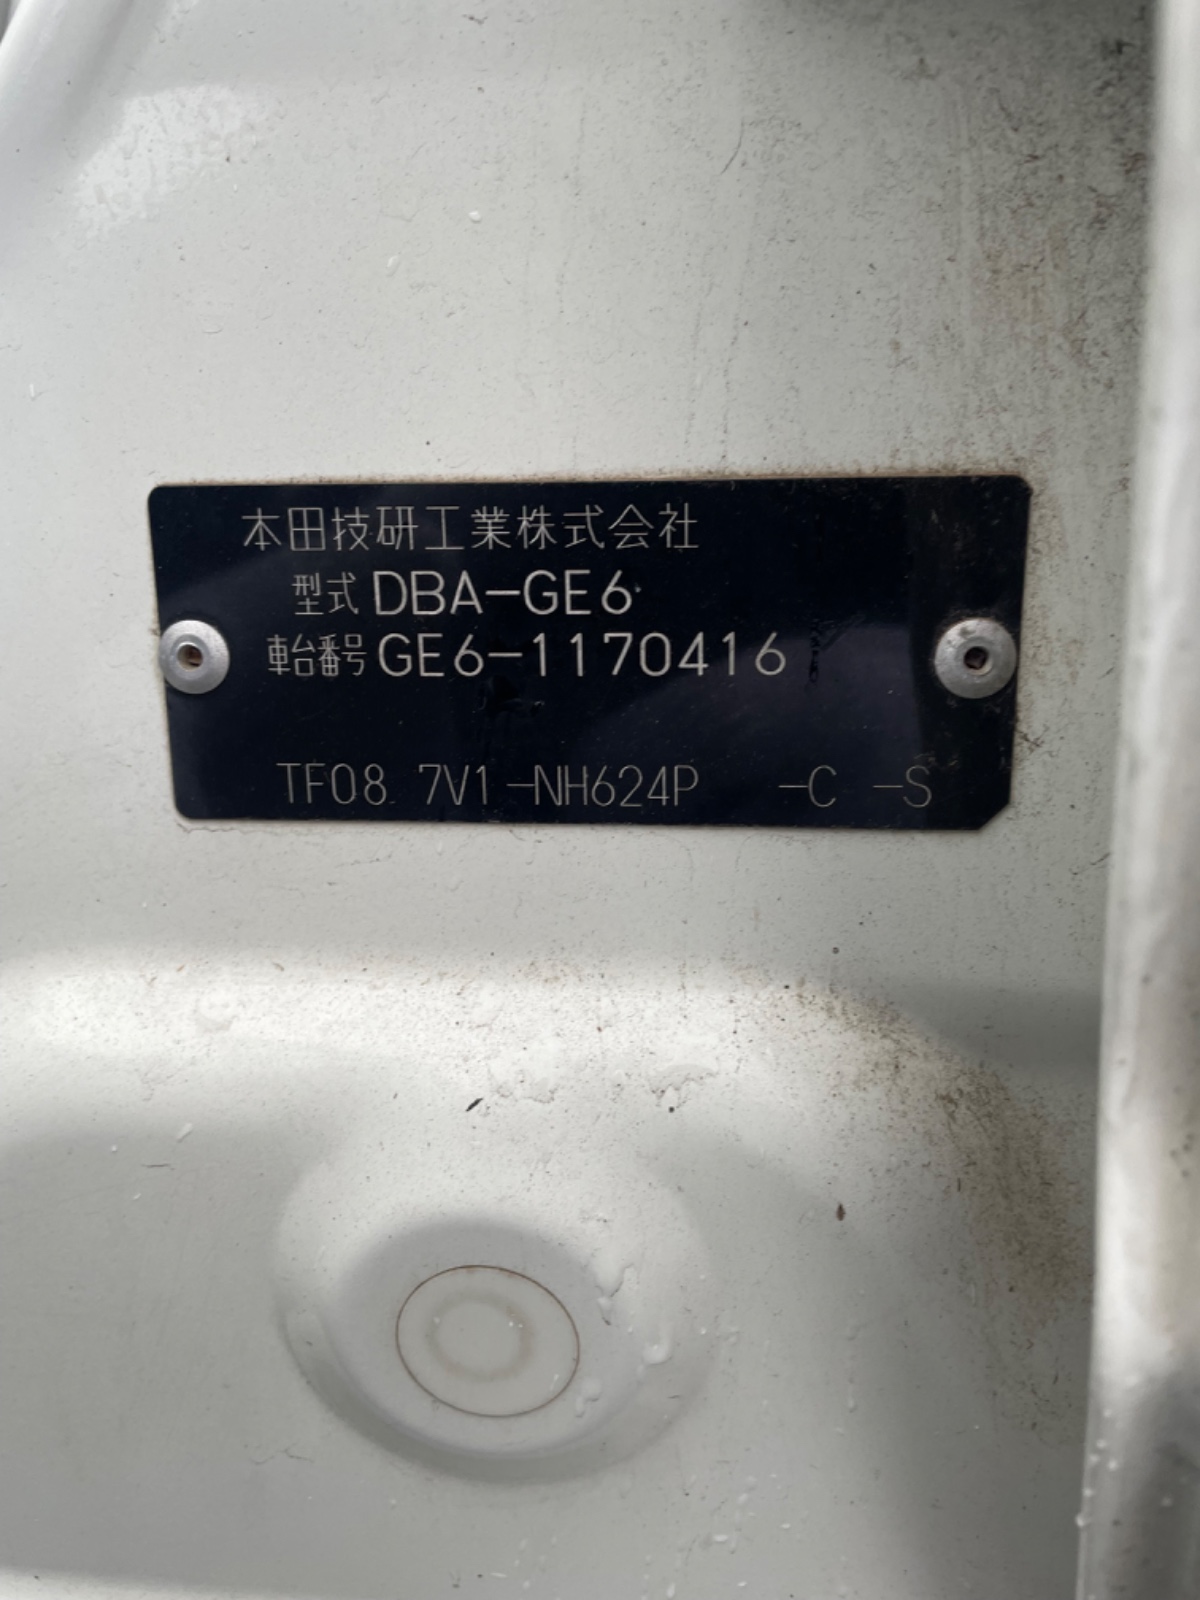 本田技研工業株式会社
型式 DBA-GE6
車台番号 GE6-1170416
TF08 7V1-NH624P -C -S